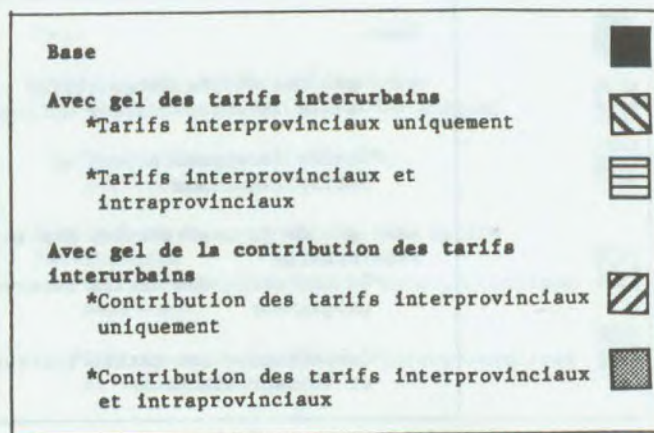 Base
Avec gel des tarifs interurbains
*Tarifs interprovinciaux uniquement
*Tarifs interprovinciaux et
intraprovinciaux
Avec gel de la contribution des tarifs
interurbains
*Contribution des tarifs interprovinciaux
uniquement
*Contribution des tarifs interprovinciaux
et intraprovinciaux